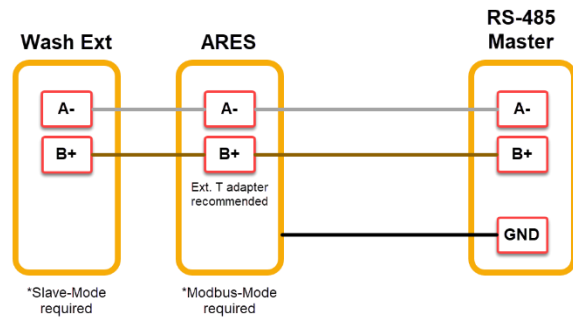 Wash Ext
ARES
RS-485
Master
A-
A-
A-
B+
B+
B+
Ext. T adapter
recommended
GND
*Slave-Mode
required
*Modbus-Mode
required